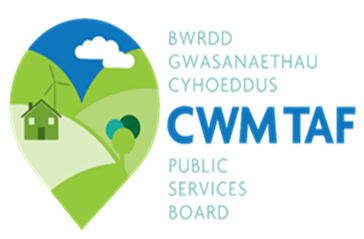 BWRDD
GWASANAETHAU
CYHOEDDUS
CWM TAF
PUBLIC
SERVICES
BOARD